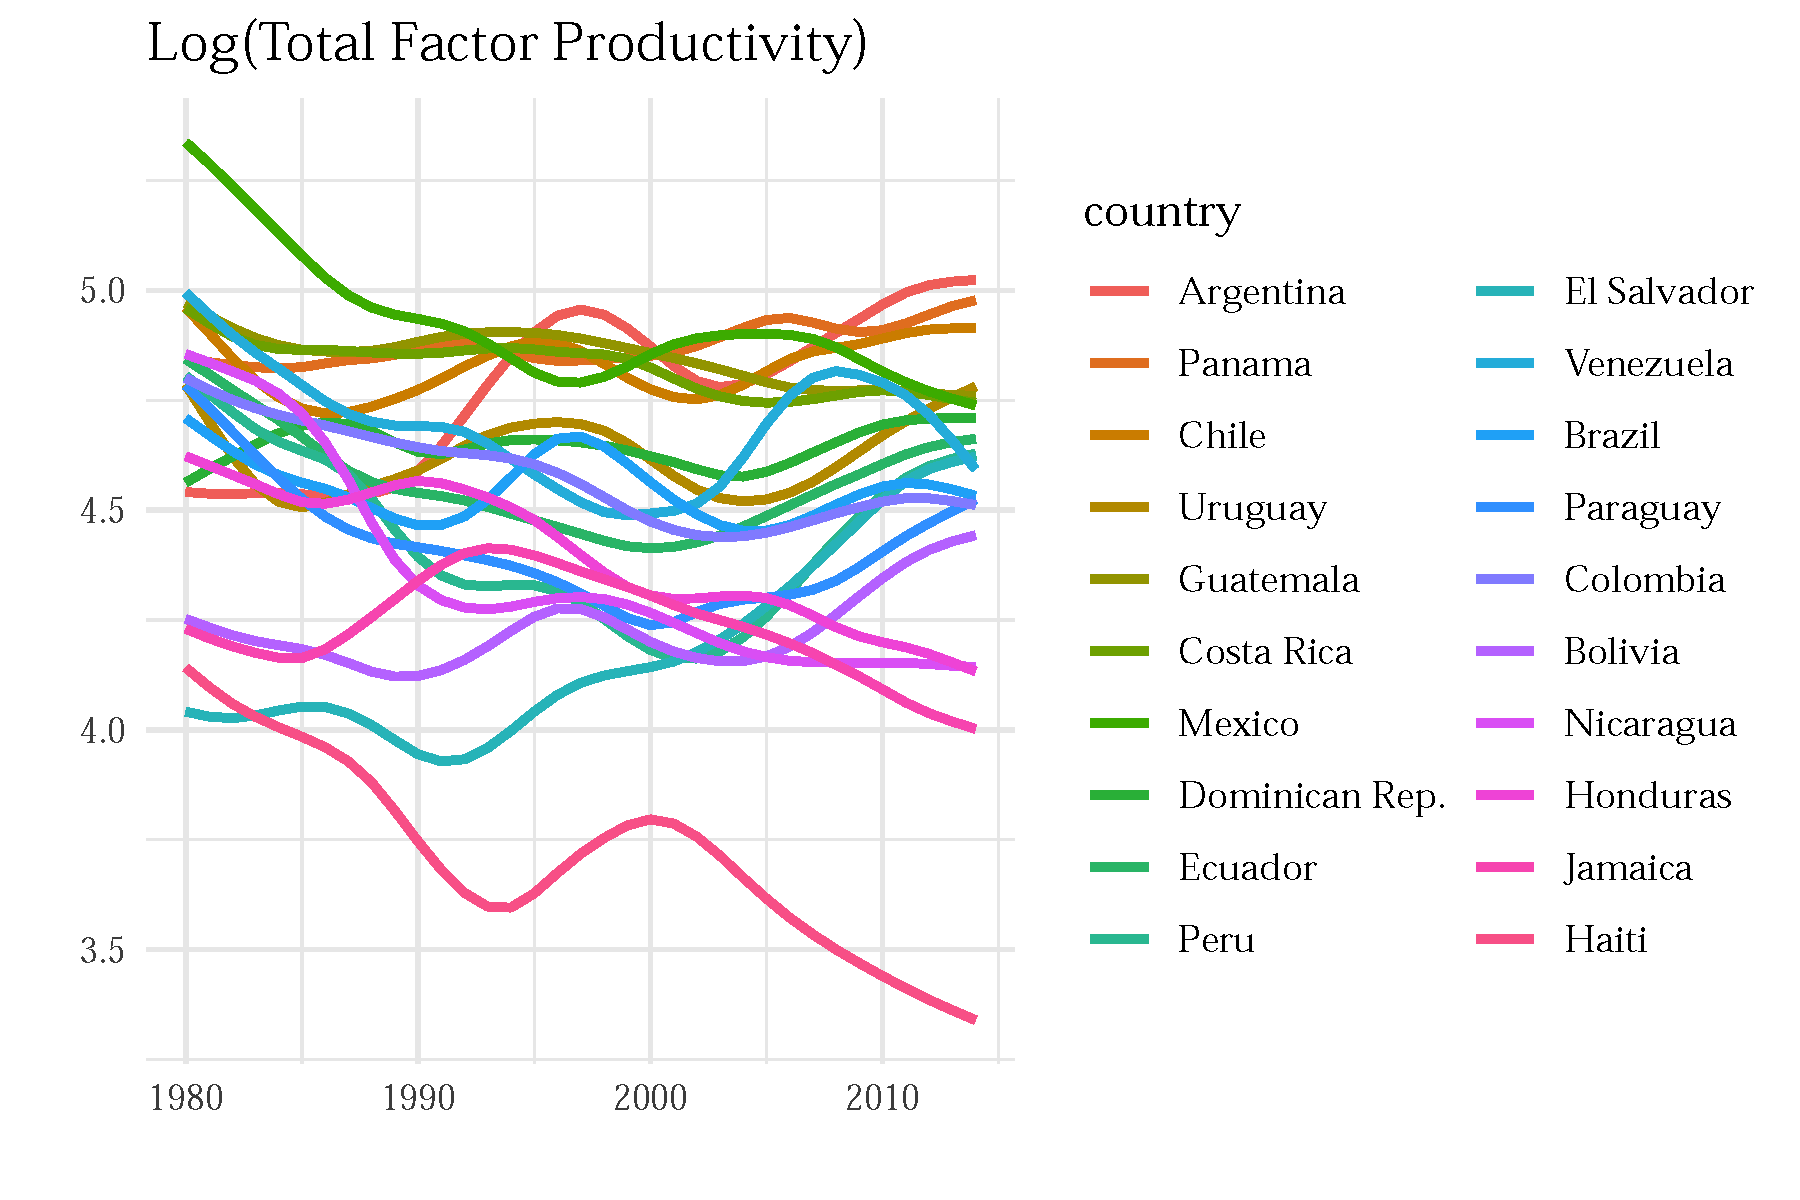 Log(Total Factor Productivity)
5.0
4.5
4.0
3.5
1980 1990 2000 2010
country
Argentina
Panama
Chile
Uruguay
Guatemala
Costa Rica
Mexico
Dominican Rep.
Ecuador
Peru
El Salvador
Venezuela
Brazil
Paraguay
Colombia
Bolivia
Nicaragua
Honduras
Jamaica
Haiti